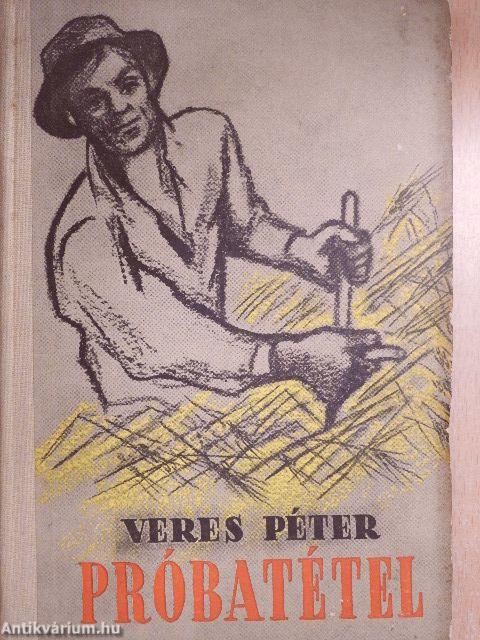 VERES PÉTER
PRÓBATÉTEL
Antikvárium.hu